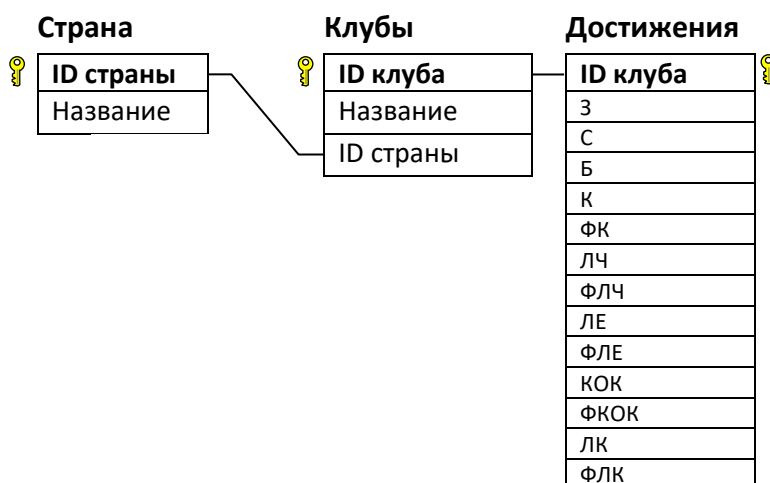 Страна
ID страны
Название
Клубы
ID клуба
Название
ID страны
Достижения
ID клуба
З
С
Б
К
ФК
ЛЧ
ФЛЧ
ЛЕ
ФЛЕ
КОК
ФКОК
ЛК
ФЛК